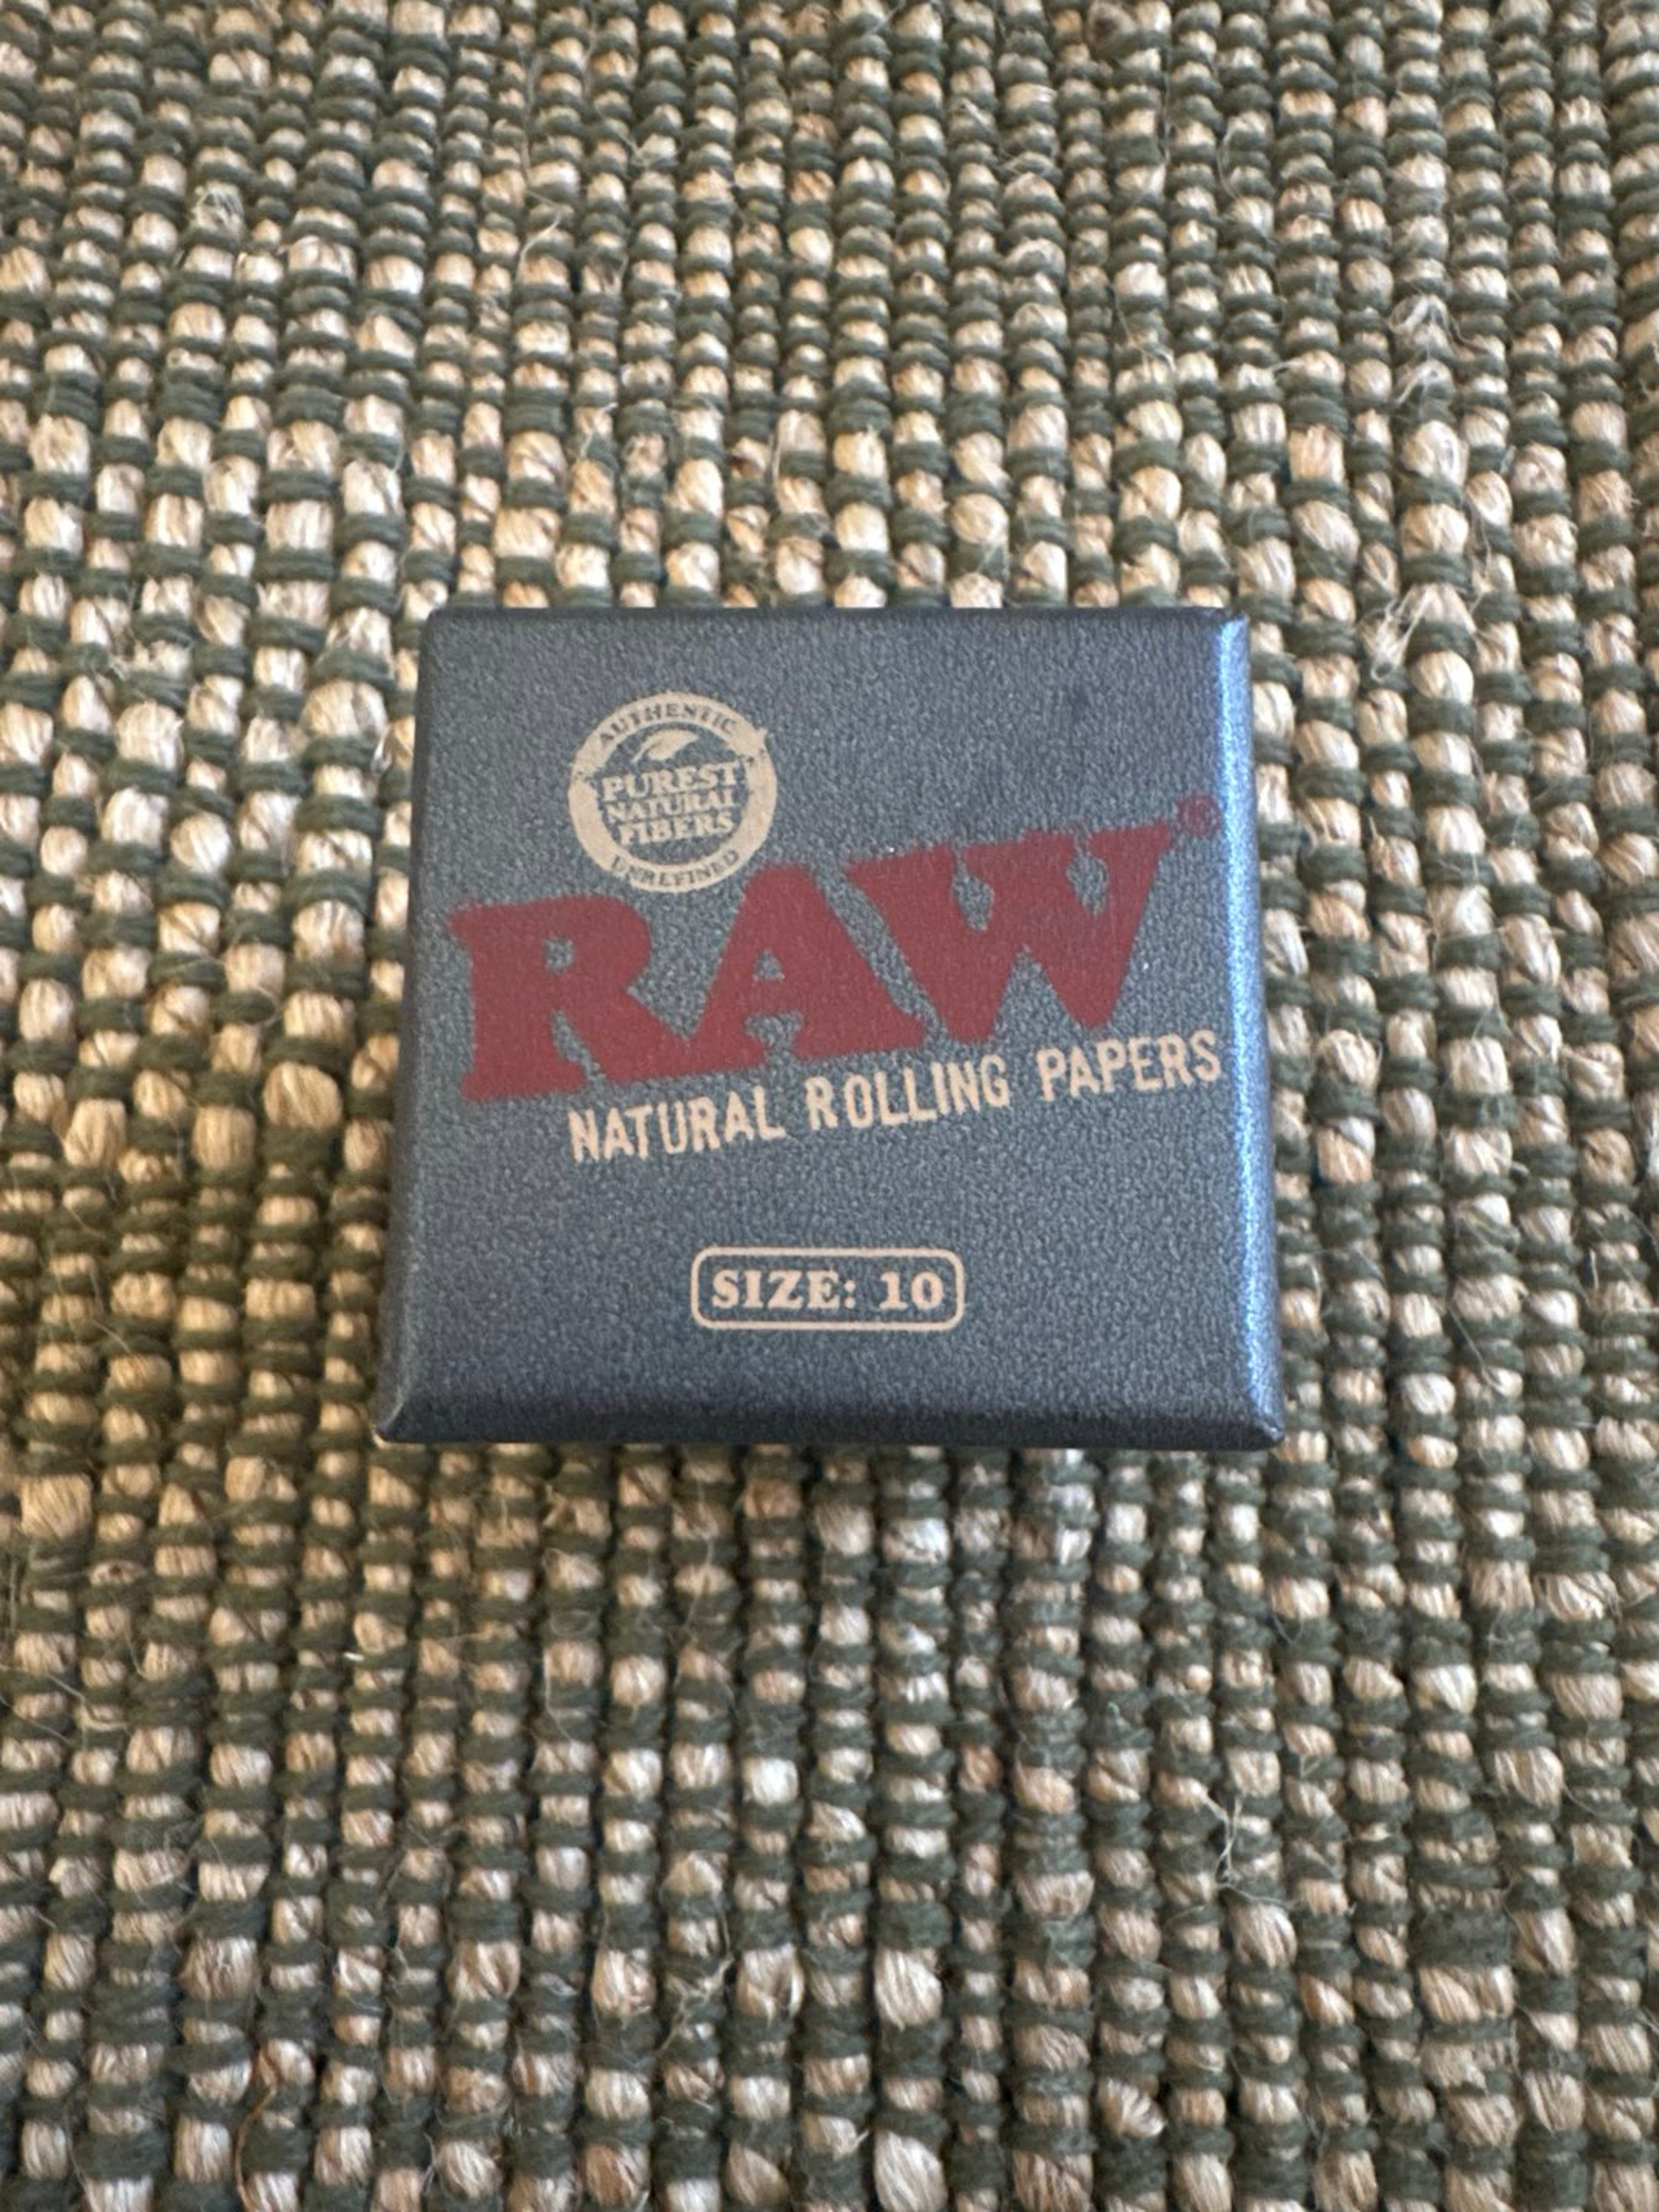 AUTHENTIC
PUREST
NATURAL
FIBERS
UNREFINED
RAW®
NATURAL ROLLING PAPERS
SIZE: 10